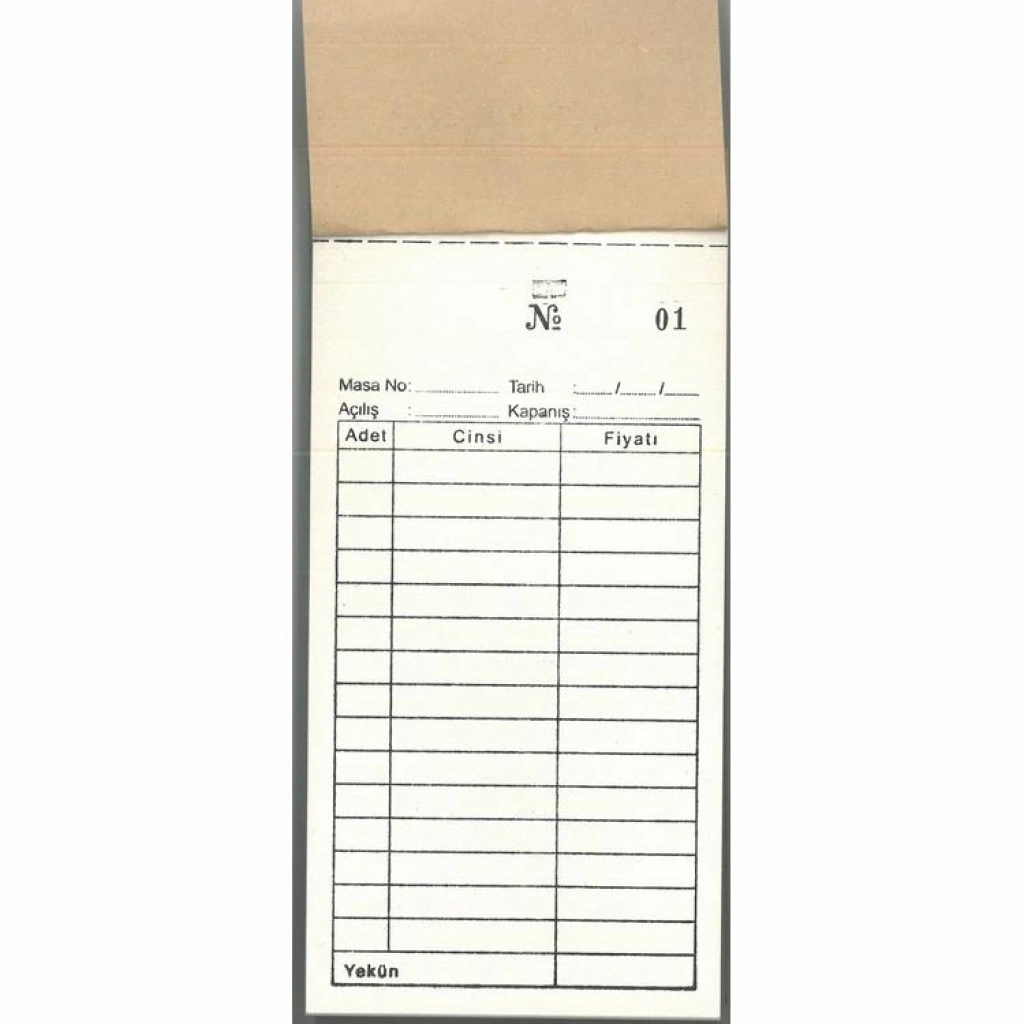 № 01
Masa No: Tarih : / /
Açılış : Kapanış:
Adet Cinsi Fiyatı
Yekün